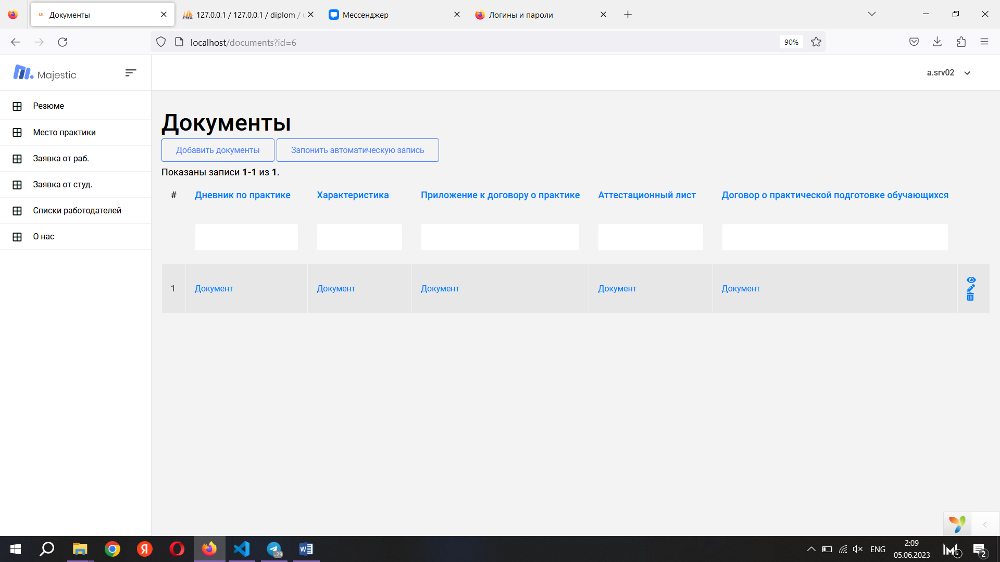 Документы
127.0.0.1 / 127.0.0.1 / diplom /
Мессенджер
Логины и пароли
localhost/documents?id=6
90%
Majestic
a.srv02
Резюме
Место практики
Заявка от раб.
Заявка от студ.
Списки работодателей
О нас
Документы
Добавить документы
Запонить автоматическую запись
Показаны записи 1-1 из 1.
# Дневник по практике Характеристика Приложение к договору о практике Аттестационный лист Договор о практической подготовке обучающихся
1 Документ Документ Документ Документ Документ
ENG
2:09
05.06.2023
2